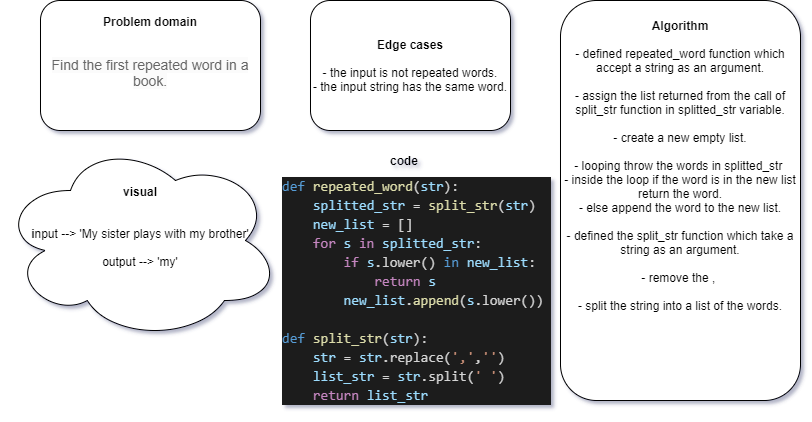 Problem domain
Find the first repeated word in a
book.
Edge cases
- the input is not repeated words.
- the input string has the same word.
Algorithm
- defined repeated_word function which
accept a string as an argument.
- assign the list returned from the call of
split_str function in splitted_str variable.
- create a new empty list.
- looping throw the words in splitted_str
- inside the loop if the word is in the new list
return the word.
- else append the word to the new list.
- defined the split_str function which take a
string as an argument.
- remove the ,
- split the string into a list of the words.
visual
input --> 'My sister plays with my brother'
output --> 'my'
code
def repeated_word(str):
    splitted_str = split_str(str)
    new_list = []
    for s in splitted_str:
        if s.lower() in new_list:
            return s
        new_list.append(s.lower())
def split_str(str):
    str = str.replace(',','')
    list_str = str.split(' ')
    return list_str